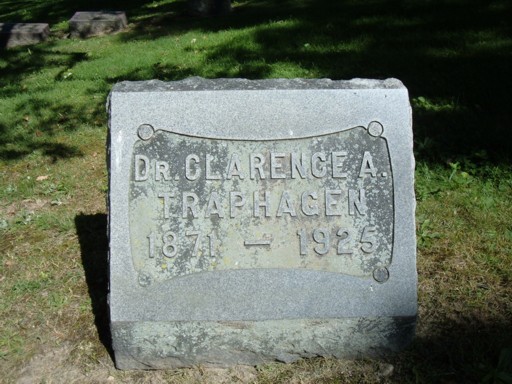 DR. CLARENCE A.
TRAPHAGEN
1871 — 1925